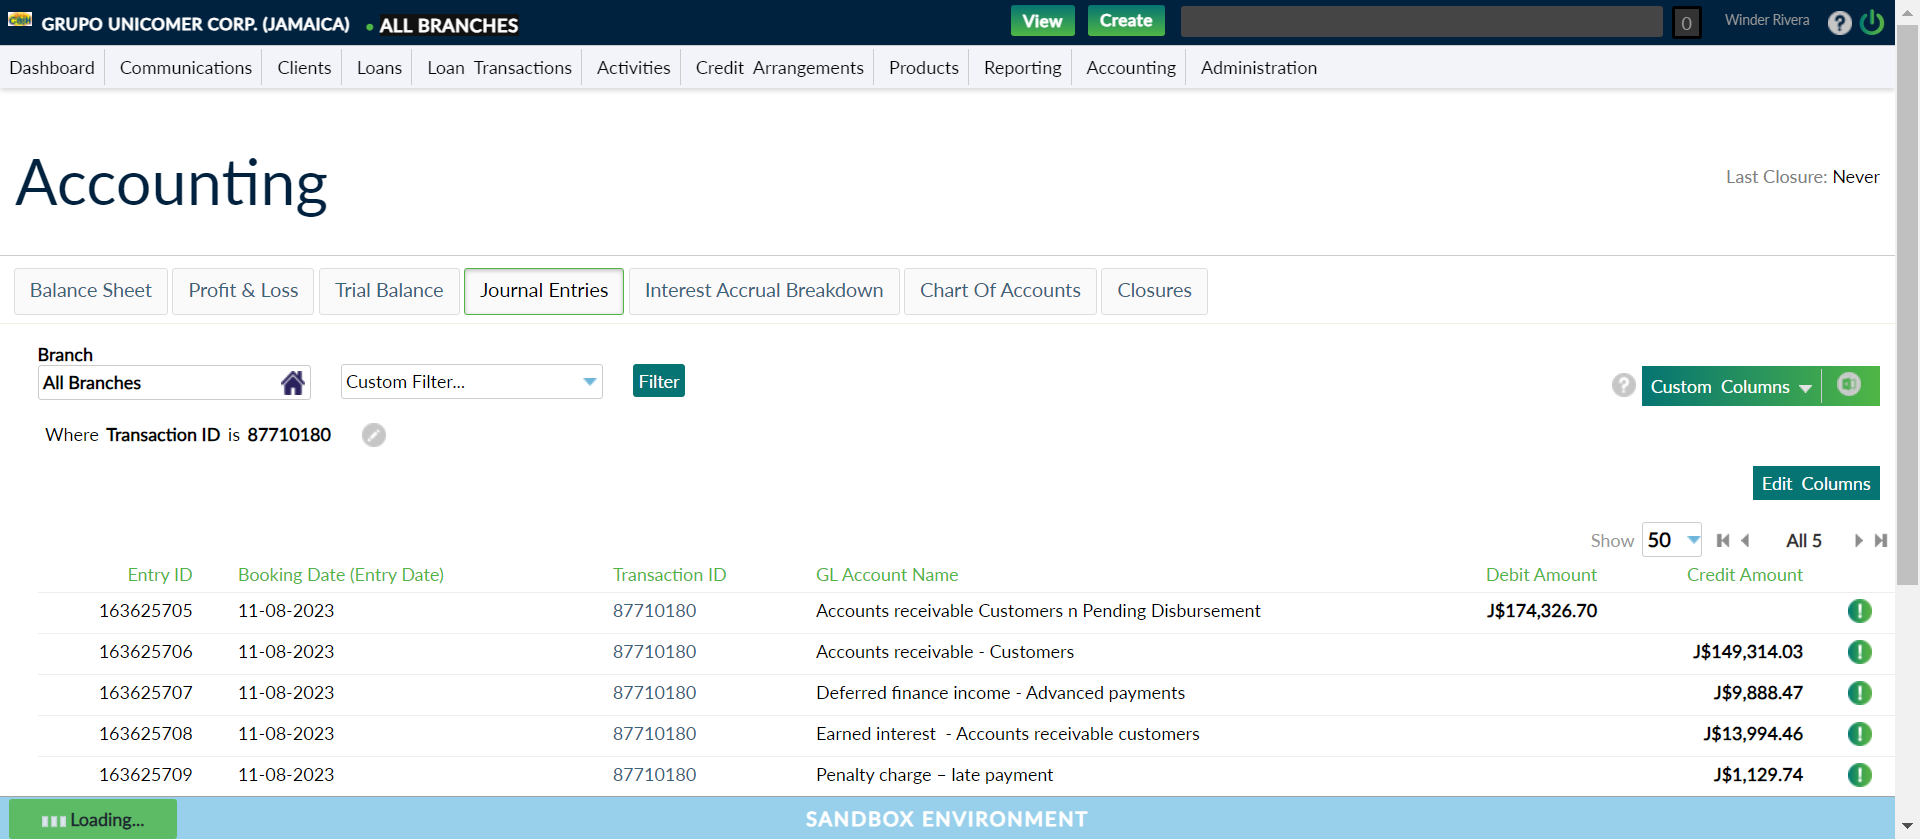 Cash GRUPO UNICOMER CORP. (JAMAICA) • ALL BRANCHES View Create 0 Winder Rivera ?
Dashboard Communications Clients Loans Loan Transactions Activities Credit Arrangements Products Reporting Accounting Administration
Accounting
Last Closure: Never
Balance Sheet Profit & Loss Trial Balance Journal Entries Interest Accrual Breakdown Chart Of Accounts Closures
Branch
All Branches Custom Filter... Filter ? Custom Columns
Where Transaction ID is 87710180
Edit Columns
Show 50 All 5
Entry ID Booking Date (Entry Date) Transaction ID GL Account Name Debit Amount Credit Amount
163625705 11-08-2023 87710180 Accounts receivable Customers n Pending Disbursement J$174,326.70
163625706 11-08-2023 87710180 Accounts receivable - Customers J$149,314.03
163625707 11-08-2023 87710180 Deferred finance income - Advanced payments J$9,888.47
163625708 11-08-2023 87710180 Earned interest - Accounts receivable customers J$13,994.46
163625709 11-08-2023 87710180 Penalty charge – late payment J$1,129.74
Loading... SANDBOX ENVIRONMENT